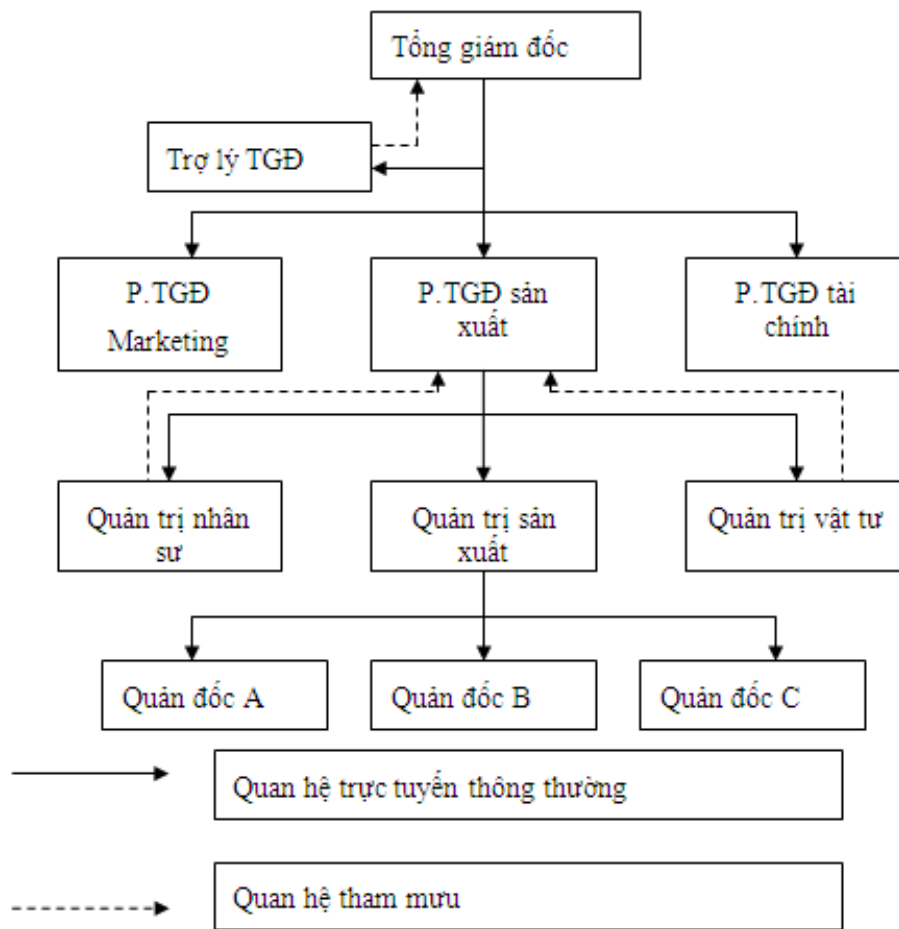 Tổng giám đốc
Trợ lý TGĐ
P.TGĐ
Marketing
P.TGĐ sản
xuất
P.TGĐ tài
chính
Quản trị nhân
sư
Quản trị sản
xuất
Quản trị vật tư
Quản đốc A
Quản đốc B
Quản đốc C
Quan hệ trực tuyến thông thường
Quan hệ tham mưu